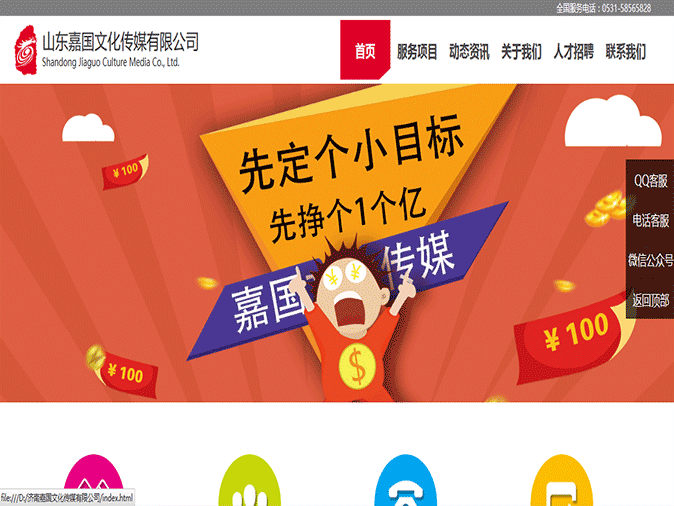 全国服务电话：0531-58565828
山东嘉国文化传媒有限公司
Shandong Jiaguo Culture Media Co., Ltd.
首页 服务项目 动态资讯 关于我们 人才招聘 联系我们
先定个小目标
先挣个1个亿
嘉国 传媒
¥100
¥100
¥100
¥ ¥
$
QQ客服
电话客服
微信公众号
返回顶部
file:///D:/济南嘉国文化传媒有限公司/index.html